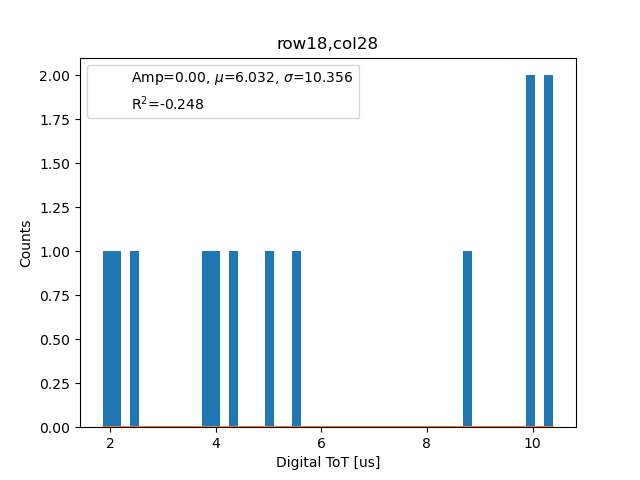 row18,col28
Amp=0.00, μ=6.032, σ=10.356
R²=-0.248
2.00
1.75
1.50
1.25
1.00
0.75
0.50
0.25
0.00
Counts
2 4 6 8 10
Digital ToT [us]